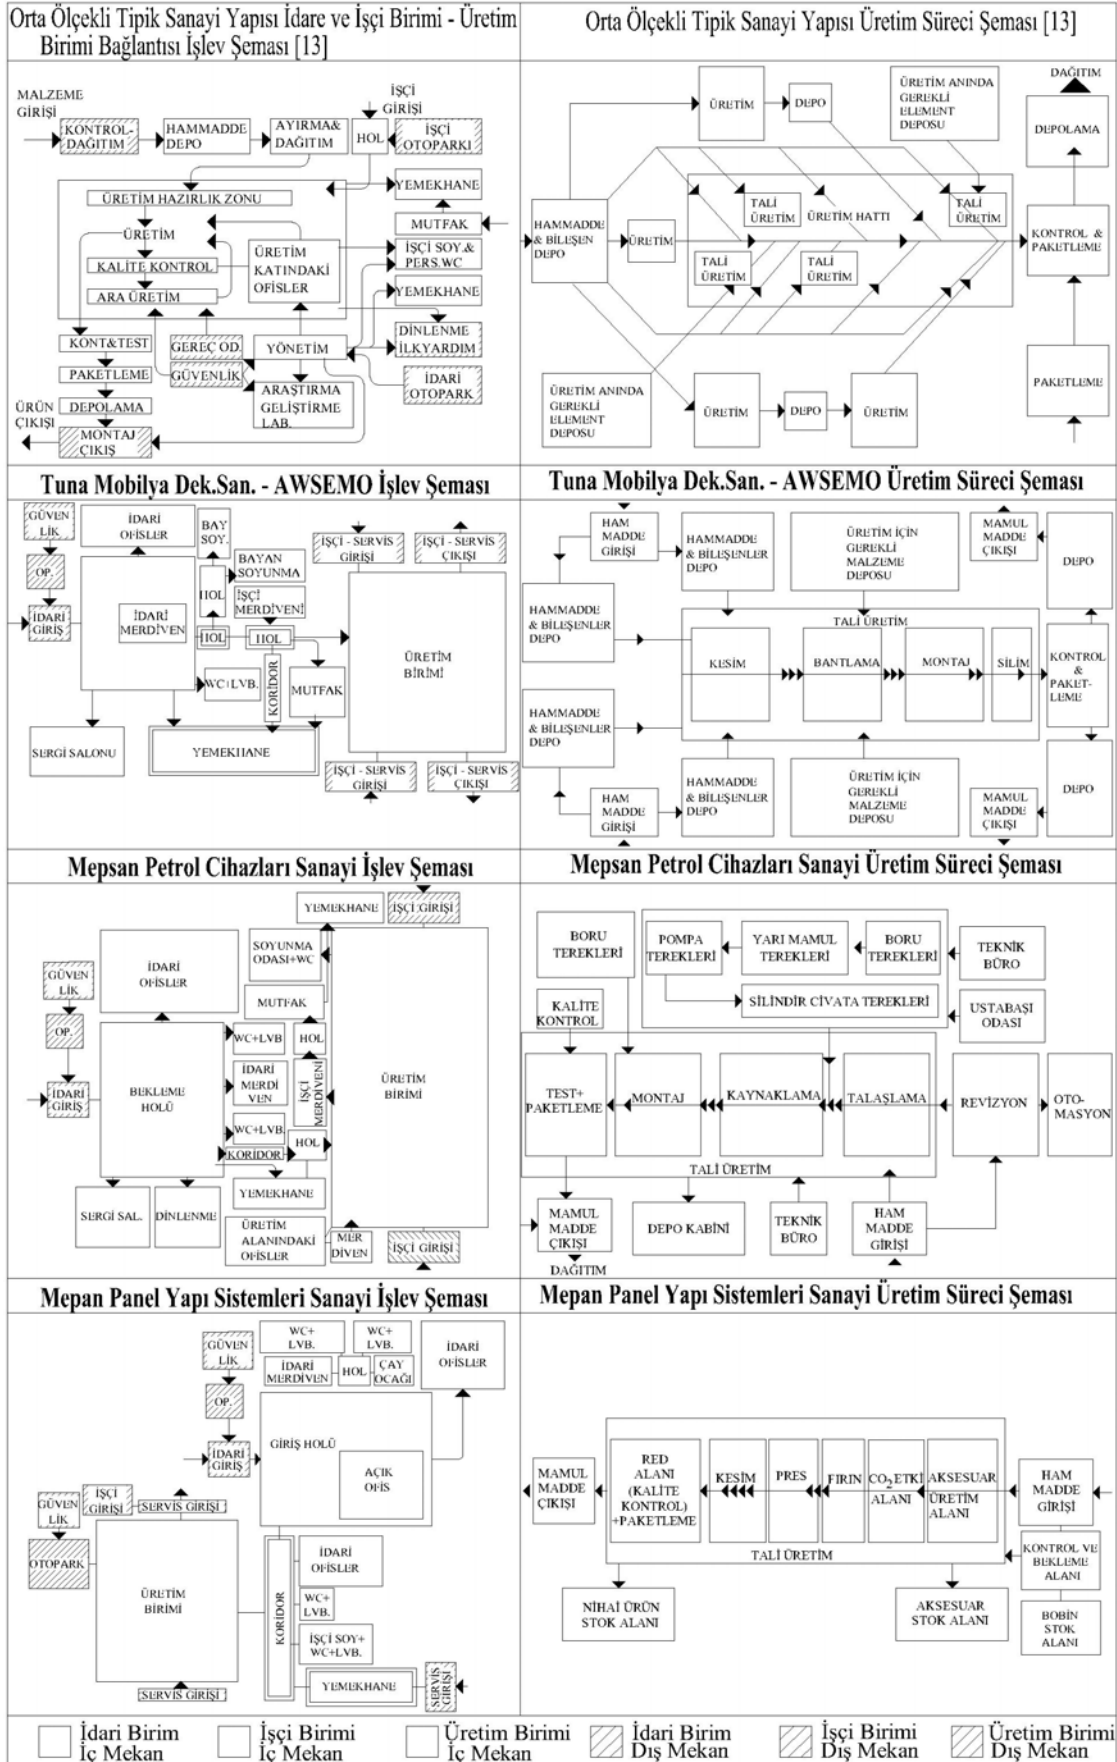 Orta Ölçekli Tipik Sanayi Yapısı İdare ve İşçi Birimi - Üretim
Birimi Bağlantısı İşlev Şeması [13]
MALZEME
GİRİŞİ
İŞÇİ
GİRİŞİ
KONTROL-
DAĞITIM
HAMMADDE
DEPO
AYIRMA&
DAĞITIM
HOL
İŞÇİ
OTOPARKI
ÜRETİM HAZIRLIK ZONU
YEMEKHANE
MUTFAK
ÜRETİM
KALİTE KONTROL
ARA ÜRETİM
ÜRETİM
KATINDAKİ
OFİSLER
İŞÇİ SOY.&
PERS.WC
YEMEKHANE
DİNLENME
İLKYARDIM
KONT&TEST
GEREÇ OD.
YÖNETİM
PAKETLEME
GÜVENLİK
İDARİ
OTOPARK
ARAŞTIRMA
GELİŞTİRME
LAB.
ÜRÜN
ÇIKIŞI
DEPOLAMA
MONTAJ
ÇIKIŞ
Orta Ölçekli Tipik Sanayi Yapısı Üretim Süreci Şeması [13]
DAĞITIM
ÜRETİM
DEPO
ÜRETİM ANINDA
GEREKLİ
ELEMENT
DEPOSU
DEPOLAMA
HAMMADDE
& BİLEŞEN
DEPO
ÜRETİM
TALİ
ÜRETİM
ÜRETİM HATTI
TALİ
ÜRETİM
TALİ
ÜRETİM
TALİ
ÜRETİM
KONTROL &
PAKETLEME
ÜRETİM ANINDA
GEREKLİ
ELEMENT
DEPOSU
ÜRETİM
DEPO
ÜRETİM
PAKETLEME
Tuna Mobilya Dek.San. - AWSEMO İşlev Şeması
GÜVEN
LİK
OP.
İDARİ
GİRİŞ
İDARİ
OFİSLER
İDARİ
MERDİVEN
BAY
SOY.
HOL
BAYAN
SOYUNMA
İŞÇİ
MERDİVENİ
HOL
HOL
WC+LVB.
KORİDOR
MUTFAK
SERGİ SALONU
YEMEKHANE
İŞÇİ - SERVİS
GİRİŞİ
İŞÇİ - SERVİS
ÇIKIŞI
ÜRETİM
BİRİMİ
İŞÇİ - SERVİS
GİRİŞİ
İŞÇİ - SERVİS
ÇIKIŞI
Tuna Mobilya Dek.San. - AWSEMO Üretim Süreci Şeması
HAM
MADDE
GİRİŞİ
HAMMADDE
& BİLEŞENLER
DEPO
ÜRETİM İÇİN
GEREKLİ
MALZEME
DEPOSU
MAMUL
MADDE
ÇIKIŞI
DEPO
HAMMADDE
& BİLEŞENLER
DEPO
TALİ ÜRETİM
KESİM
BANTLAMA
MONTAJ
SİLİM
KONTROL
&
PAKET-
LEME
HAMMADDE
& BİLEŞENLER
DEPO
HAM
MADDE
GİRİŞİ
HAMMADDE
& BİLEŞENLER
DEPO
ÜRETİM İÇİN
GEREKLİ
MALZEME
DEPOSU
MAMUL
MADDE
ÇIKIŞI
DEPO
Mepsan Petrol Cihazları Sanayi İşlev Şeması
YEMEKHANE
İŞÇİ GİRİŞİ
GÜVEN
LİK
OP.
İDARİ
GİRİŞ
İDARİ
OFİSLER
SOYUNMA
ODASI+WC
MUTFAK
WC+LVB
HOL
İDARİ
MERDİ
VEN
İŞÇİ
MERDİVENİ
BEKLEME
HOLÜ
ÜRETİM
BİRİMİ
WC+LVB.
KORİDOR
HOL
YEMEKHANE
SERGİ SAL.
DİNLENME
ÜRETİM
ALANINDAKİ
OFİSLER
MER
DİVEN
İŞÇİ GİRİŞİ
Mepsan Petrol Cihazları Sanayi Üretim Süreci Şeması
BORU
TEREKLERİ
POMPA
TEREKLERİ
YARI MAMUL
TEREKLERİ
BORU
TEREKLERİ
TEKNİK
BÜRO
KALİTE
KONTROL
SİLİNDİR CİVATA TEREKLERİ
USTABAŞI
ODASI
TEST+
PAKETLEME
MONTAJ
KAYNAKLAMA
TALAŞLAMA
REVİZYON
OTO-
MASYON
TALİ ÜRETİM
MAMUL
MADDE
ÇIKIŞI
DEPO KABİNİ
TEKNİK
BÜRO
HAM
MADDE
GİRİŞİ
DAĞITIM
Mepan Panel Yapı Sistemleri Sanayi İşlev Şeması
GÜVEN
LİK
OP.
İDARİ
GİRİŞ
WC+
LVB.
WC+
LVB.
İDARİ
MERDİVEN
HOL
ÇAY
OCAĞI
İDARİ
OFİSLER
GİRİŞ HOLÜ
AÇIK
OFİS
GÜVEN
LİK
İŞÇİ
GİRİŞİ
SERVİS GİRİŞİ
OTOPARK
ÜRETİM
BİRİMİ
KORİDOR
İDARİ
OFİSLER
WC+
LVB.
İŞÇİ SOY+
WC+LVB.
YEMEKHANE
SERVİS
GİRİŞİ
SERVİS GİRİŞİ
Mepan Panel Yapı Sistemleri Sanayi Üretim Süreci Şeması
MAMUL
MADDE
ÇIKIŞI
RED
ALANI
(KALİTE
KONTROL)
+PAKETLEME
KESİM
PRES
FIRIN
CO2ETKİ
ALANI
AKSESUAR
ÜRETİM ALANI
HAM
MADDE
GİRİŞİ
TALİ ÜRETİM
KONTROL VE
BEKLEME
ALANI
NİHAİ ÜRÜN
STOK ALANI
AKSESUAR
STOK ALANI
BOBİN
STOK
ALANI
İdari Birim
İç Mekan
İşçi Birimi
İç Mekan
Üretim Birimi
İç Mekan
İdari Birim
Dış Mekan
İşçi Birimi
Dış Mekan
Üretim Birimi
Dış Mekan